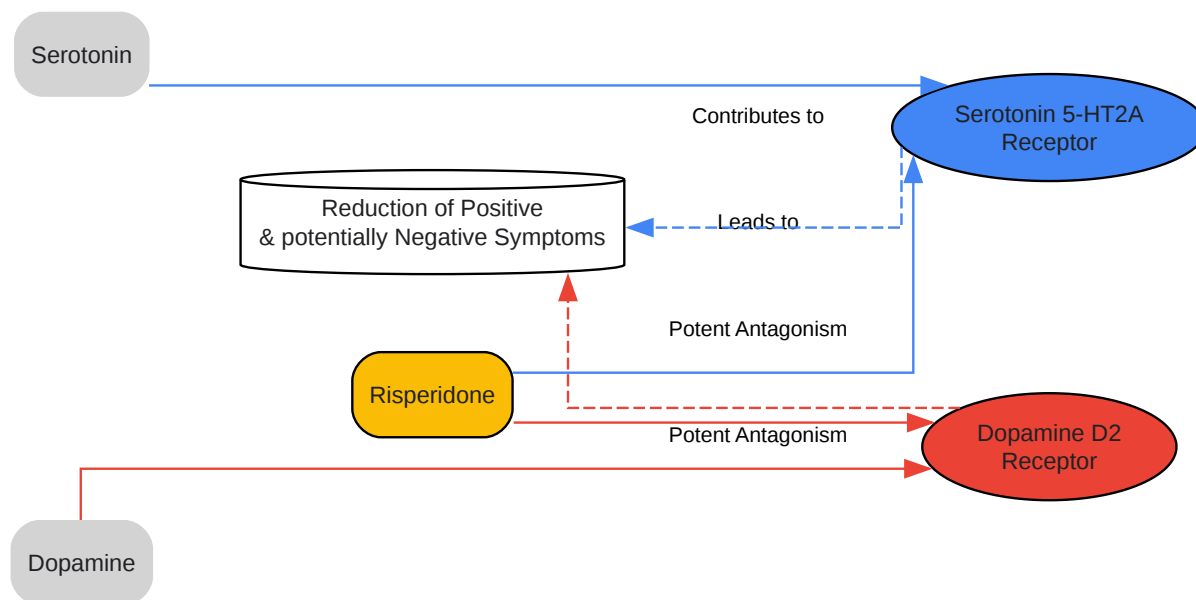 Serotonin
Contributes to
Serotonin 5-HT2A
Receptor
Reduction of Positive
& potentially Negative Symptoms
Leads to
Potent Antagonism
Risperidone
Potent Antagonism
Dopamine D2
Receptor
Dopamine